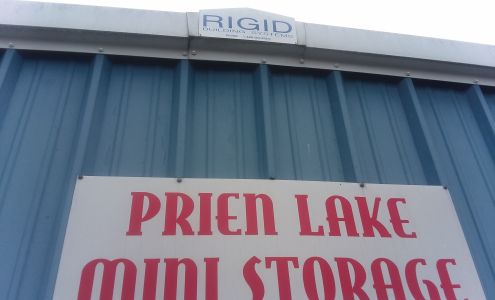 RIGID
BUILDING SYSTEMS
PRIEN LAKE
MINI STORAGE